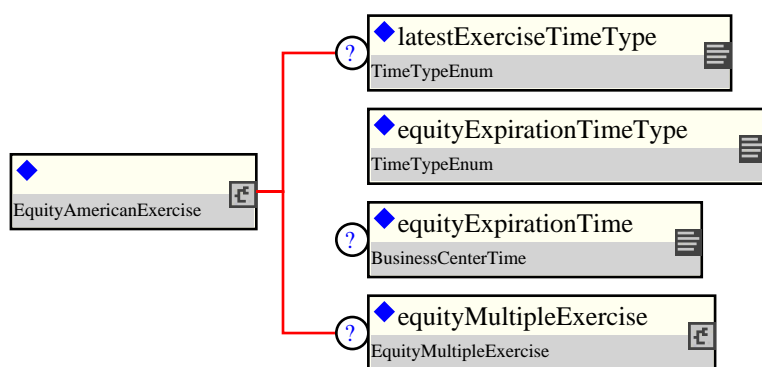 ?
latestExerciseTimeType
TimeTypeEnum
equityExpirationTimeType
TimeTypeEnum
EquityAmericanExercise
?
equityExpirationTime
BusinessCenterTime
?
equityMultipleExercise
EquityMultipleExercise